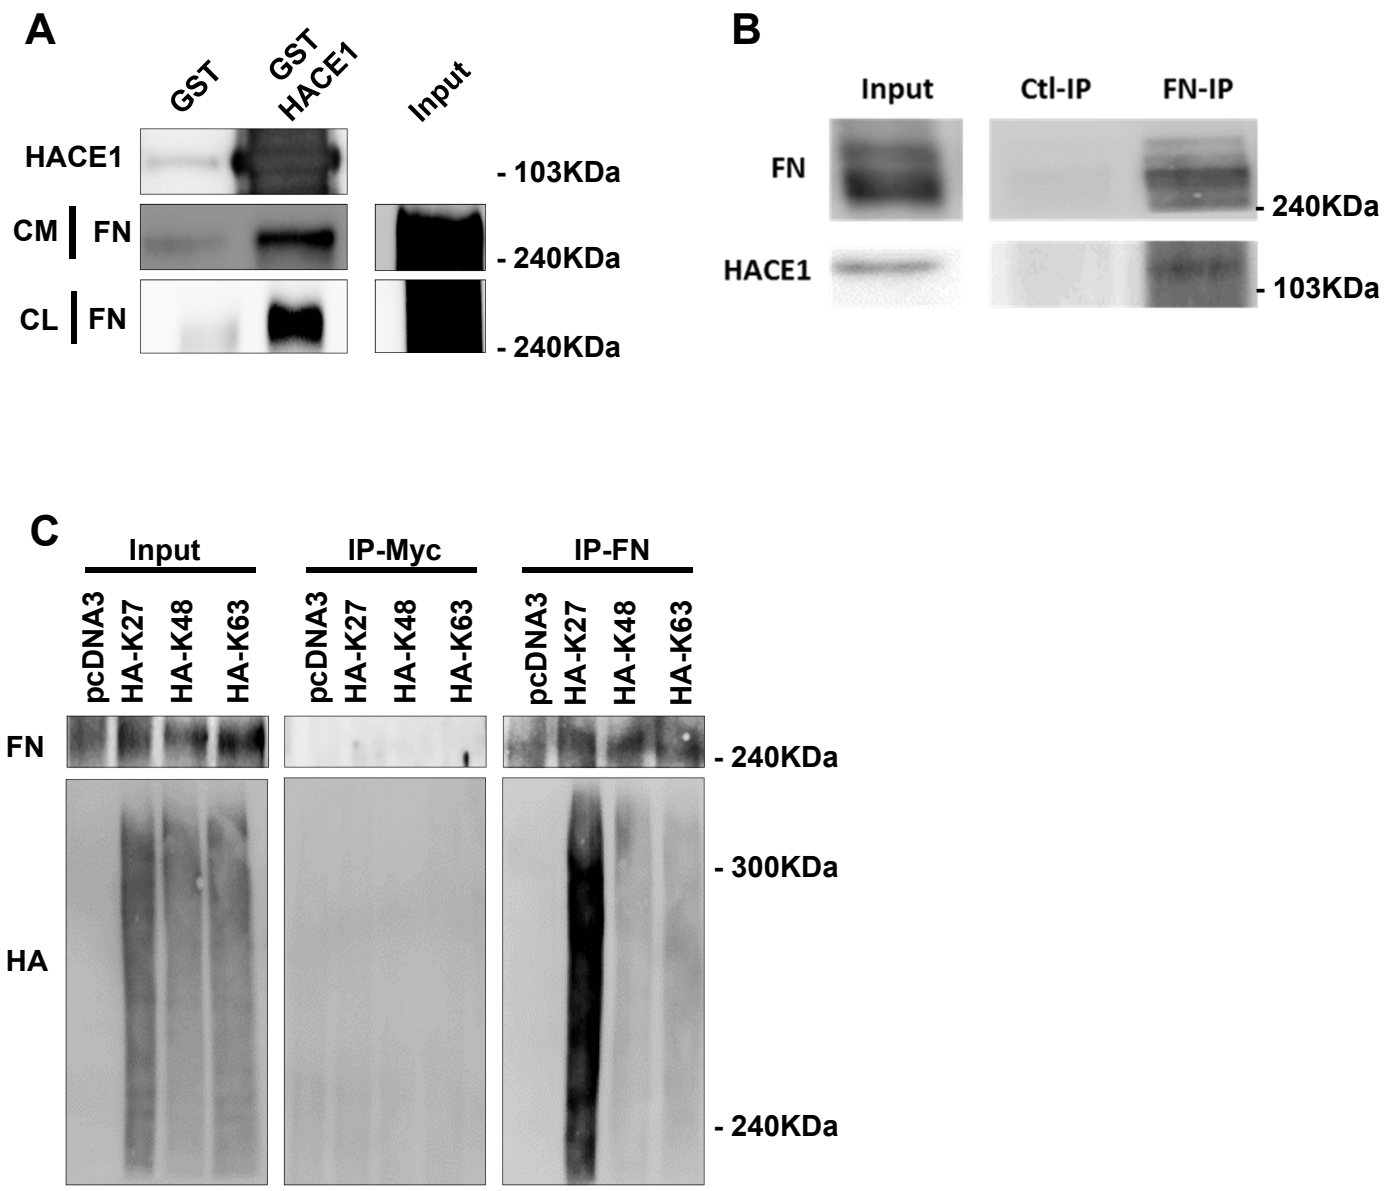 A
GST
GST
HACE1
Input
HACE1
- 103KDa
CM
FN
- 240KDa
CL
FN
- 240KDa
B
Input
Ctl-IP
FN-IP
FN
- 240KDa
HACE1
- 103KDa
C
Input
IP-Myc
IP-FN
pcDNA3
HA-K27
HA-K48
HA-K63
pcDNA3
HA-K27
HA-K48
HA-K63
pcDNA3
HA-K27
HA-K48
HA-K63
FN
- 240KDa
- 300KDa
HA
- 240KDa